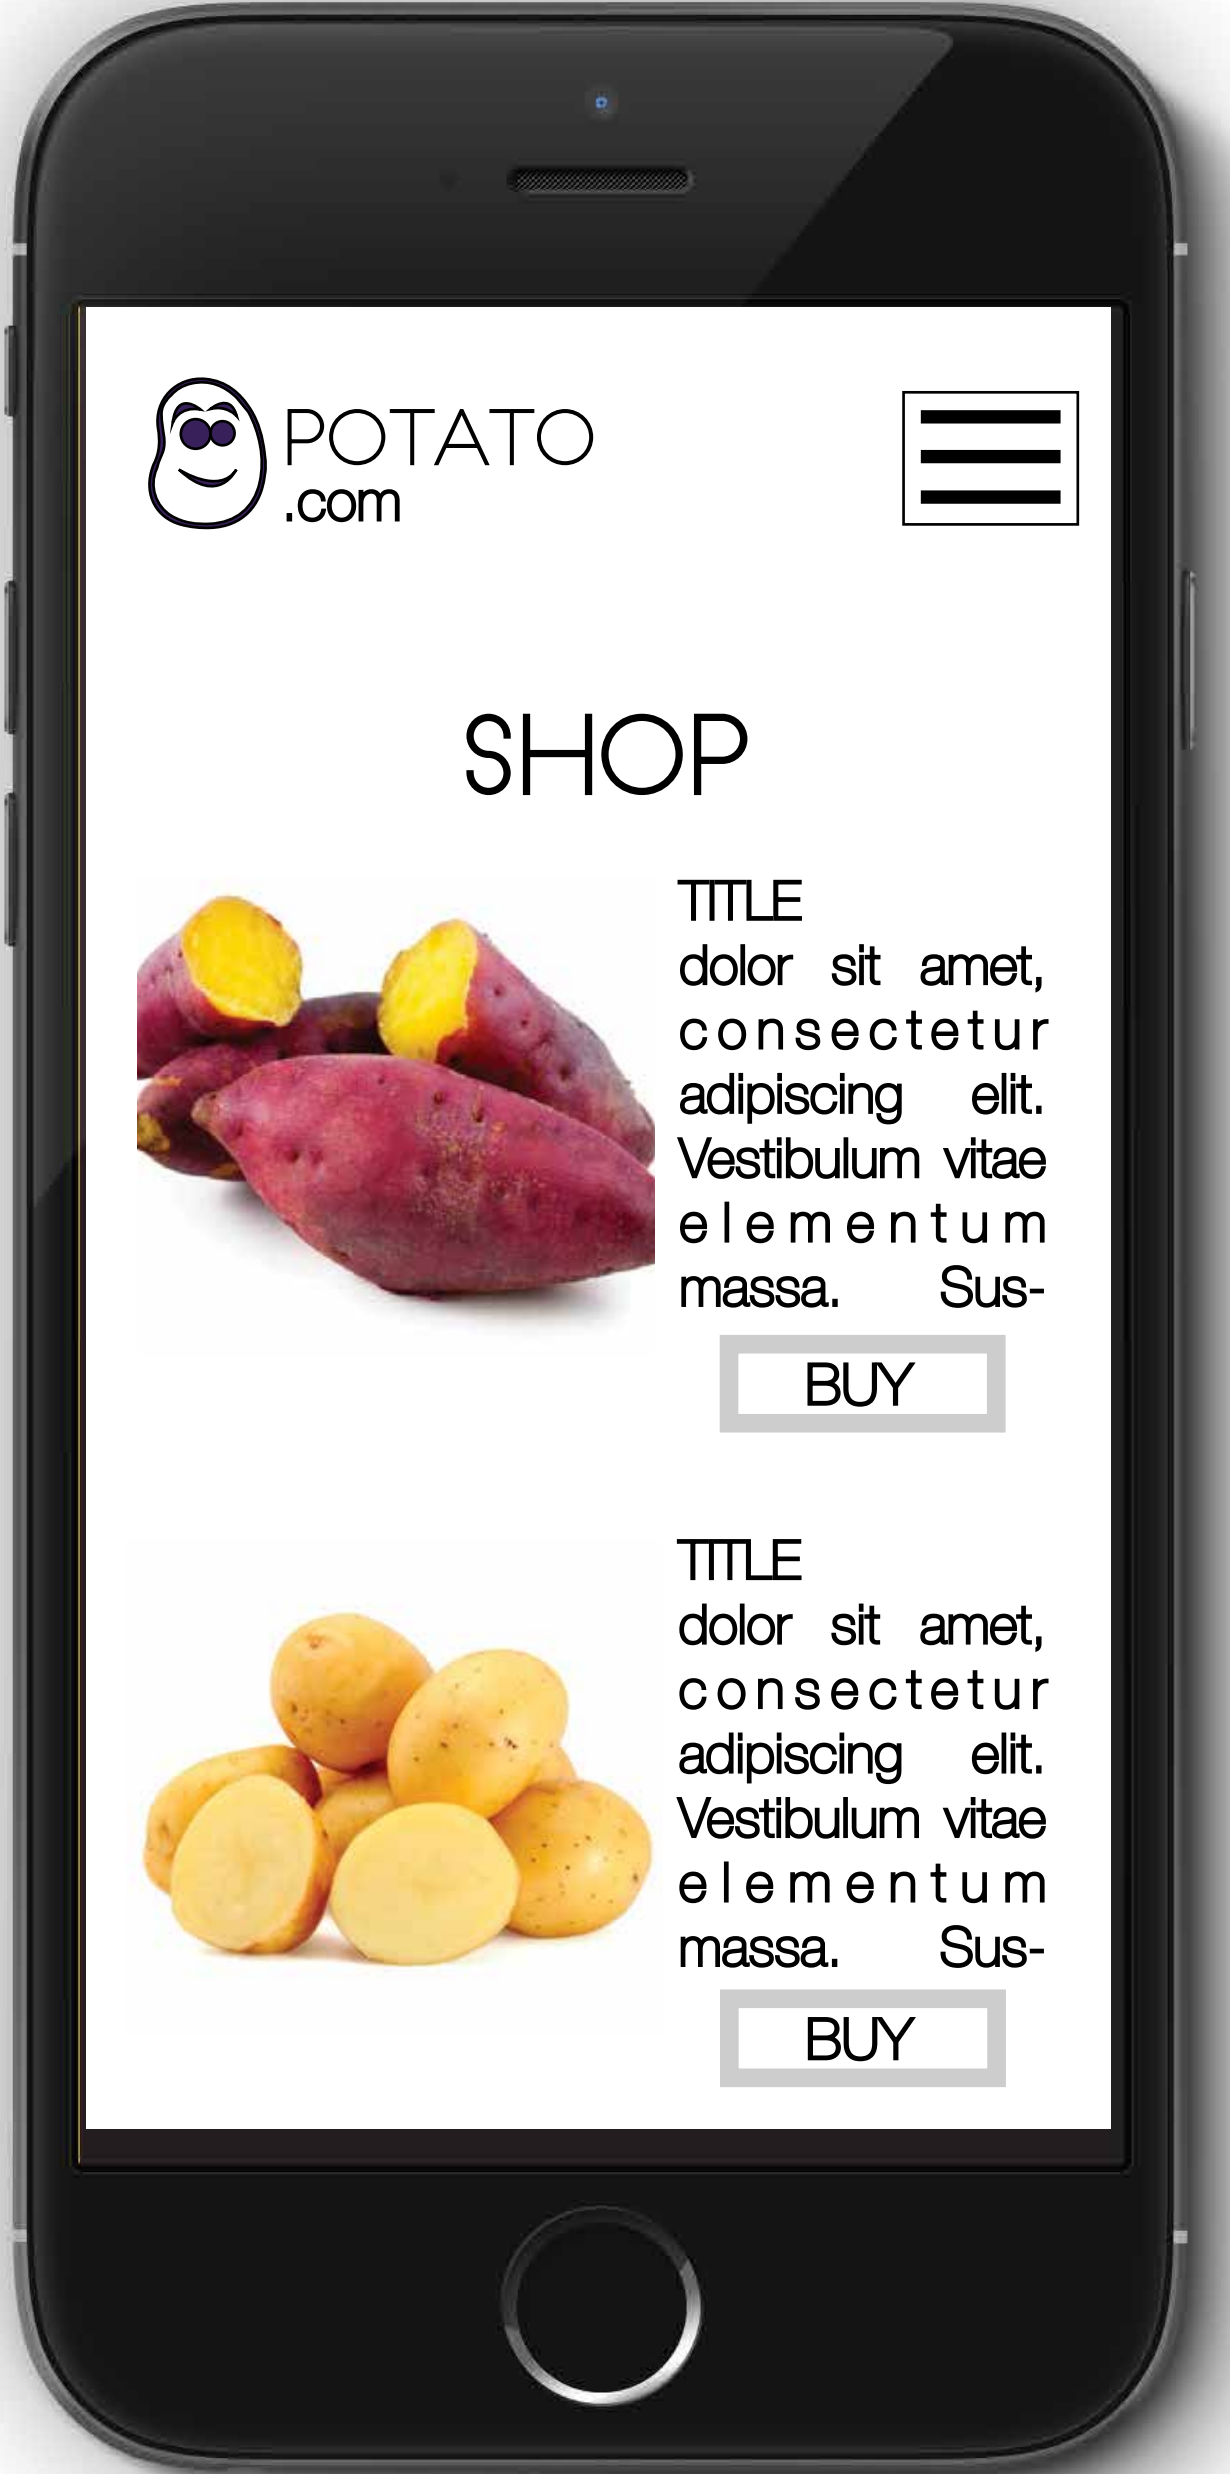 POTATO
.com
SHOP
TITLE
dolor sit amet,
consectetur
adipiscing elit.
Vestibulum vitae
elementum
massa. Sus-
BUY
TITLE
dolor sit amet,
consectetur
adipiscing elit.
Vestibulum vitae
elementum
massa. Sus-
BUY